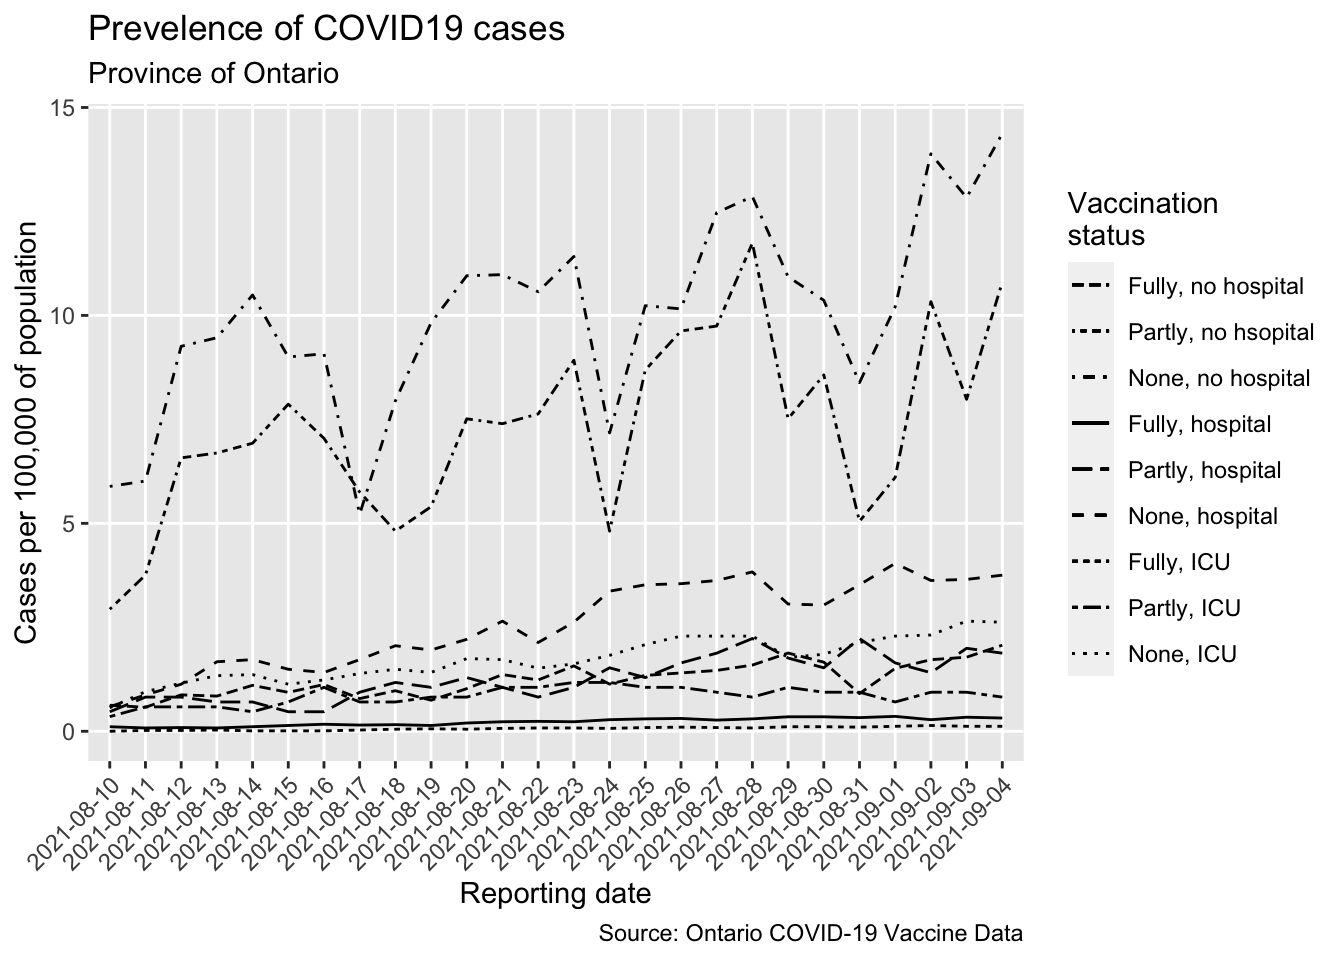 Prevelence of COVID19 cases
Province of Ontario
15
10
5
0
Cases per 100,000 of population
2021-08-10
2021-08-11
2021-08-12
2021-08-13
2021-08-14
2021-08-15
2021-08-16
2021-08-17
2021-08-18
2021-08-19
2021-08-20
2021-08-21
2021-08-22
2021-08-23
2021-08-24
2021-08-25
2021-08-26
2021-08-27
2021-08-28
2021-08-29
2021-08-30
2021-08-31
2021-09-01
2021-09-02
2021-09-03
2021-09-04
Reporting date
Vaccination
status
Fully, no hospital
Partly, no hsopital
None, no hospital
Fully, hospital
Partly, hospital
None, hospital
Fully, ICU
Partly, ICU
None, ICU
Source: Ontario COVID-19 Vaccine Data